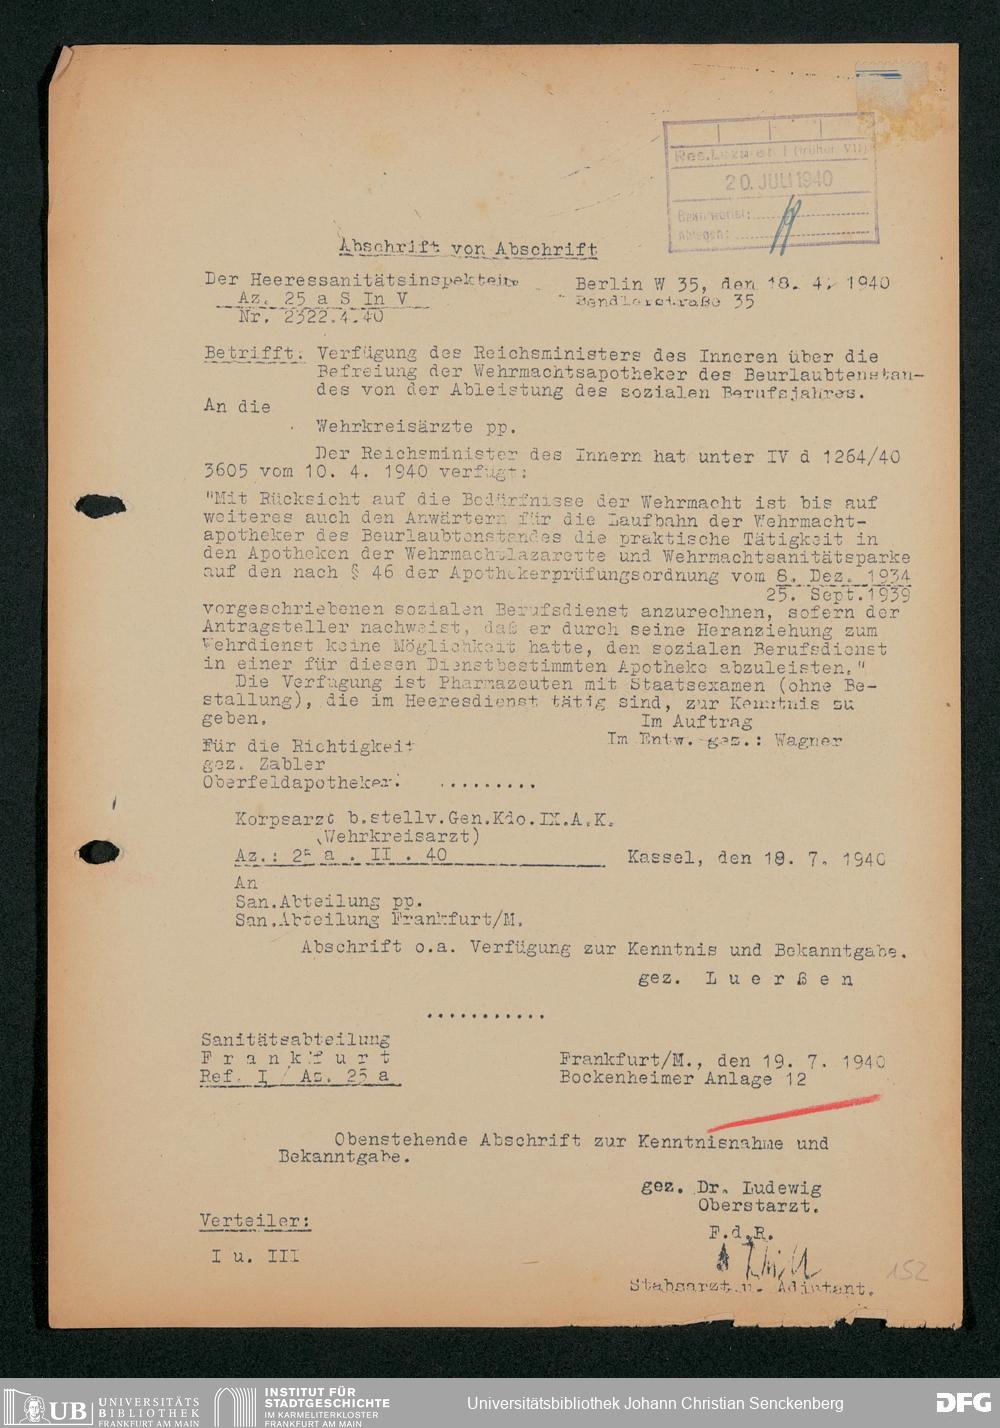 Res.Lazarett I (früher VII)
20. JULI 1940
Beantwortet:
Ablegen:
Abschrift von Abschrift
Der Heeressanitätsinspekteur
Berlin W 35, den 18. 4. 1940
Az. 25 a S In V
Bendlerstraße 35
Nr. 2322.4.40
Betrifft: Verfügung des Reichsministers des Inneren über die
Befreiung der Wehrmachtsapotheker des Beurlaubtenstan-
des von der Ableistung des sozialen Berufsjahres.
An die
Wehrkreisärzte pp.
Der Reichsminister des Innern hat unter IV d 1264/40
3605 vom 10. 4. 1940 verfügt:
"Mit Rücksicht auf die Bedürfnisse der Wehrmacht ist bis auf
weiteres auch den Anwärtern für die Laufbahn der Wehrmacht-
apotheker des Beurlaubtenstandes die praktische Tätigkeit in
den Apotheken der Wehrmachtslazarette und Wehrmachtsanitätsparke
auf den nach § 46 der Apothekerprüfungsordnung vom 8. Dez. 1934
25. Sept.1939
vorgeschriebenen sozialen Berufsdienst anzurechnen, sofern der
Antragsteller nachweist, daß er durch seine Heranziehung zum
Wehrdienst keine Möglichkeit hatte, den sozialen Berufsdienst
in einer für diesen Dienstbestimmten Apotheke abzuleisten."
Die Verfügung ist Pharmazeuten mit Staatsexamen (ohne Be-
stallung), die im Heeresdienst tätig sind, zur Kenntnis zu
geben.
Im Auftrag
Für die Richtigkeit
Im Entw. gez.: Wagner
gez. Zabler
Oberfeldapotheker. .........
Korpsarzt b.stellv.Gen.Kdo.IX.A.K.
(Wehrkreisarzt)
Az.: 25 a . II . 40
Kassel, den 18. 7. 1940
An
San.Abteilung pp.
San.Abteilung Frankfurt/M.
Abschrift o.a. Verfügung zur Kenntnis und Bekanntgabe.
gez. L u e r ß e n
...........
Sanitätsabteilung
F r a n k f u r t
Frankfurt/M., den 19. 7. 1940
Ref. I / Az. 25 a
Bockenheimer Anlage 12
Obenstehende Abschrift zur Kenntnisnahme und
Bekanntgabe.
gez. Dr. Ludewig
Oberstarzt.
Verteiler:
F.d.R.
I u. III
Stabsarzt u. Adjutant.
152
UB UNIVERSITÄTS
BIBLIOTHEK
FRANKFURT AM MAIN
INSTITUT FÜR
STADTGESCHICHTE
IM KARMELITERKLOSTER
FRANKFURT AM MAIN
Universitätsbibliothek Johann Christian Senckenberg
DFG